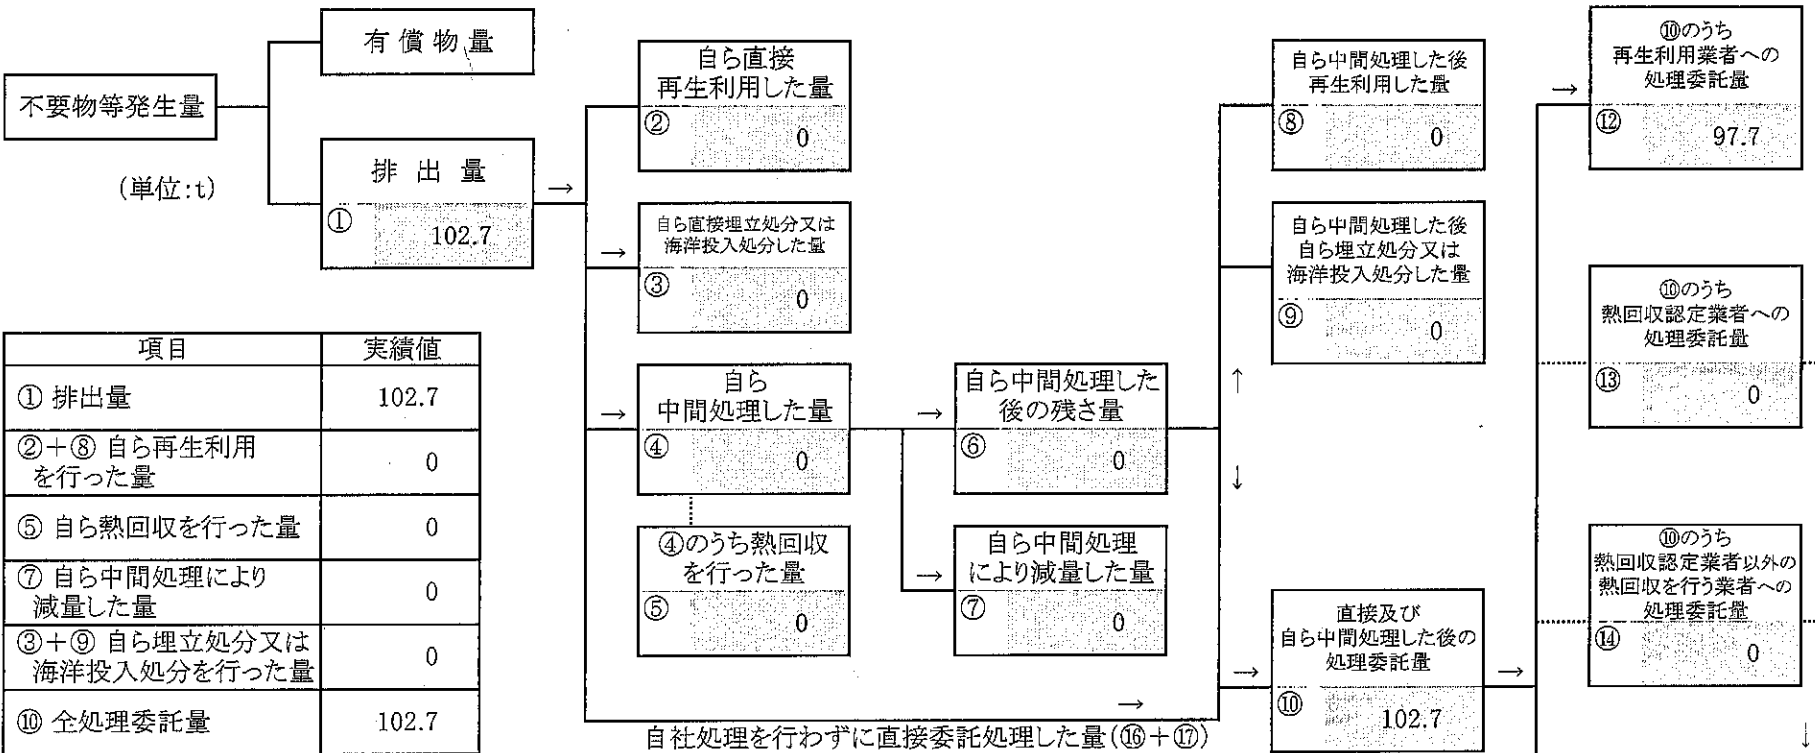 有償物量
不要物等発生量
(単位:t)
排出量
①
102.7
→
自ら直接
再生利用した量
②
0
→
自ら直接埋立処分又は
海洋投入処分した量
③
0
→
自ら
中間処理した量
④
0
④のうち熱回収
を行った量
⑤
0
→
自ら中間処理した
後の残さ量
⑥
0
→
自ら中間処理
により減量した量
⑦
0
自ら中間処理した後
再生利用した量
⑧
0
自ら中間処理した後
自ら埋立処分又は
海洋投入処分した量
⑨
0
↑
↓
→
直接及び
自ら中間処理した後の
処理委託量
⑩
102.7
→
自社処理を行わずに直接委託処理した量(⑯+⑰)
→
→
⑩のうち
再生利用業者への
処理委託量
⑫
97.7
⑩のうち
熱回収認定業者への
処理委託量
⑬
0
⑩のうち
熱回収認定業者以外の
熱回収を行う業者への
処理委託量
⑭
0
↓
項目 実績値
① 排出量 102.7
②+⑧ 自ら再生利用
を行った量 0
⑤ 自ら熱回収を行った量 0
⑦ 自ら中間処理により
減量した量 0
③+⑨ 自ら埋立処分又は
海洋投入処分を行った量 0
⑩ 全処理委託量 102.7